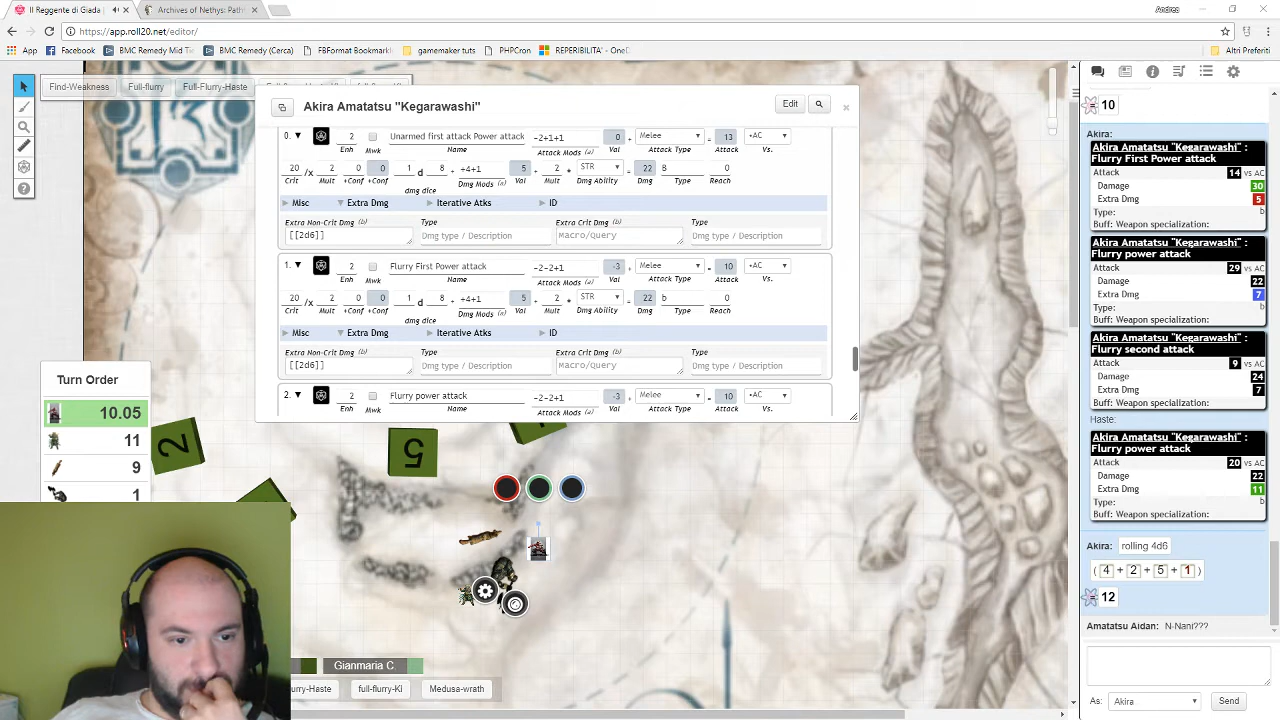 Il Reggente di Giada |
Archives of Nethys: Path
Andrea
https://app.roll20.net/editor/
App
Facebook
BMC Remedy Mid Tie
BMC Remedy (Cerca)
FBFormat Bookmarkl
gamemaker tuts
PHPCron
REPERIBILITA' - OneD
Altri Preferiti
Find-Weakness
Full-flurry
Full-Flurry-Haste
Akira Amatatsu "Kegarawashi"
Edit
0. 2 Unarmed first attack Power attack -2+1+1 0 + Melee = 13 +AC
Enh Mwk Name Attack Mods (a) Val Attack Type Attack Vs.
20 /x 2 +0 0 1 d 8 + +4+1 5 2 * STR = 22 B 0
Crit Mult +Conf +Conf dmg dice Dmg Mods (a) Val Mult Dmg Ability Dmg Type Reach
Misc Extra Dmg Iterative Atks ID
Extra Non-Crit Dmg (b) Type Extra Crit Dmg (b) Type
[[2d6]] Dmg type / Description Macro/Query Dmg type / Description
1. 2 Flurry First Power attack -2-2+1 -3 + Melee = 10 +AC
Enh Mwk Name Attack Mods (a) Val Attack Type Attack Vs.
20 /x 2 +0 0 1 d 8 + +4+1 5 2 * STR = 22 b 0
Crit Mult +Conf +Conf dmg dice Dmg Mods (a) Val Mult Dmg Ability Dmg Type Reach
Misc Extra Dmg Iterative Atks ID
Extra Non-Crit Dmg (b) Type Extra Crit Dmg (b) Type
[[2d6]] Dmg type / Description Macro/Query Dmg type / Description
2. 2 Flurry power attack -2-2+1 -3 + Melee = 10 +AC
Enh Mwk Name Attack Mods (a) Val Attack Type Attack Vs.
Turn Order
10.05
11
9
1
2
5
Gianmaria C.
urry-Haste
full-flurry-Ki
Medusa-wrath
10
Akira:
Akira Amatatsu "Kegarawashi" :
Flurry First Power attack
Attack 14 vs AC
Damage 30
Extra Dmg 5
Type: b
Buff: Weapon specialization:
Akira Amatatsu "Kegarawashi" :
Flurry power attack
Attack 29 vs AC
Damage 22
Extra Dmg 7
Type: b
Buff: Weapon specialization:
Akira Amatatsu "Kegarawashi" :
Flurry second attack
Attack 9 vs AC
Damage 24
Extra Dmg 7
Haste:
Akira Amatatsu "Kegarawashi" :
Flurry power attack
Attack 20 vs AC
Damage 22
Extra Dmg 11
Type: b
Buff: Weapon specialization:
Akira: rolling 4d6
( 4 + 2 + 5 + 1 )
12
Amatatsu Aidan: N-Nani???
As: Akira
Send